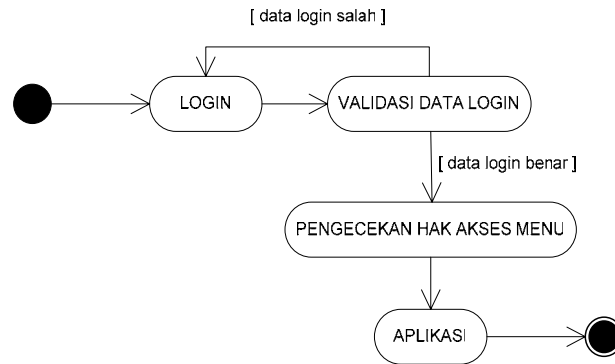 [ data login salah ]
LOGIN
VALIDASI DATA LOGIN
[ data login benar ]
PENGECEKAN HAK AKSES MENU
APLIKASI